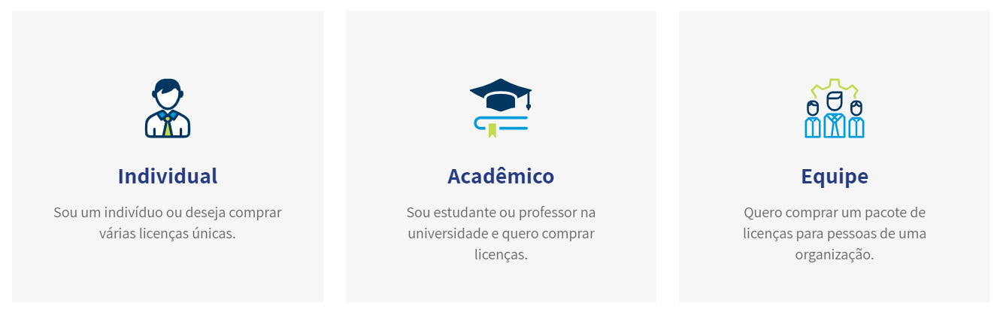 Individual
Sou um indivíduo ou deseja comprar
várias licenças únicas.
Acadêmico
Sou estudante ou professor na
universidade e quero comprar
licenças.
Equipe
Quero comprar um pacote de
licenças para pessoas de uma
organização.